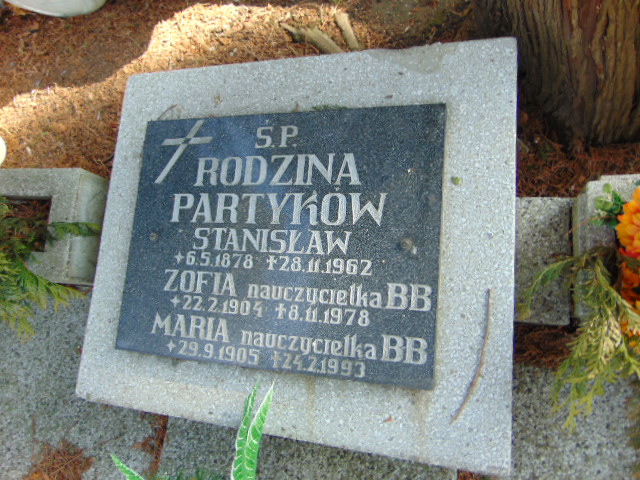 Ś.P.
RODZINA
PARTYKÓW
STANISŁAW
+6.5.1878 +28.11.1962
ZOFIA nauczycielka BB
+22.2.1904 +8.11.1978
MARIA nauczycielka BB
+29.9.1905 +24.2.1993